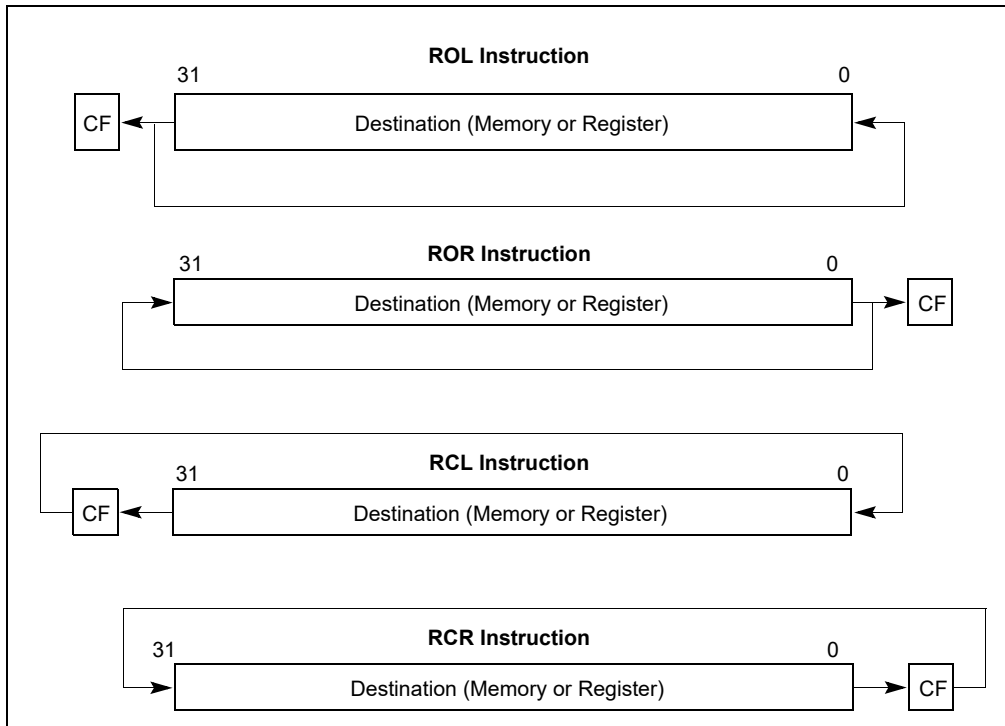 ROL Instruction
31 0
CF Destination (Memory or Register)
ROR Instruction
31 0
Destination (Memory or Register) CF
RCL Instruction
31 0
CF Destination (Memory or Register)
RCR Instruction
31 0
Destination (Memory or Register) CF